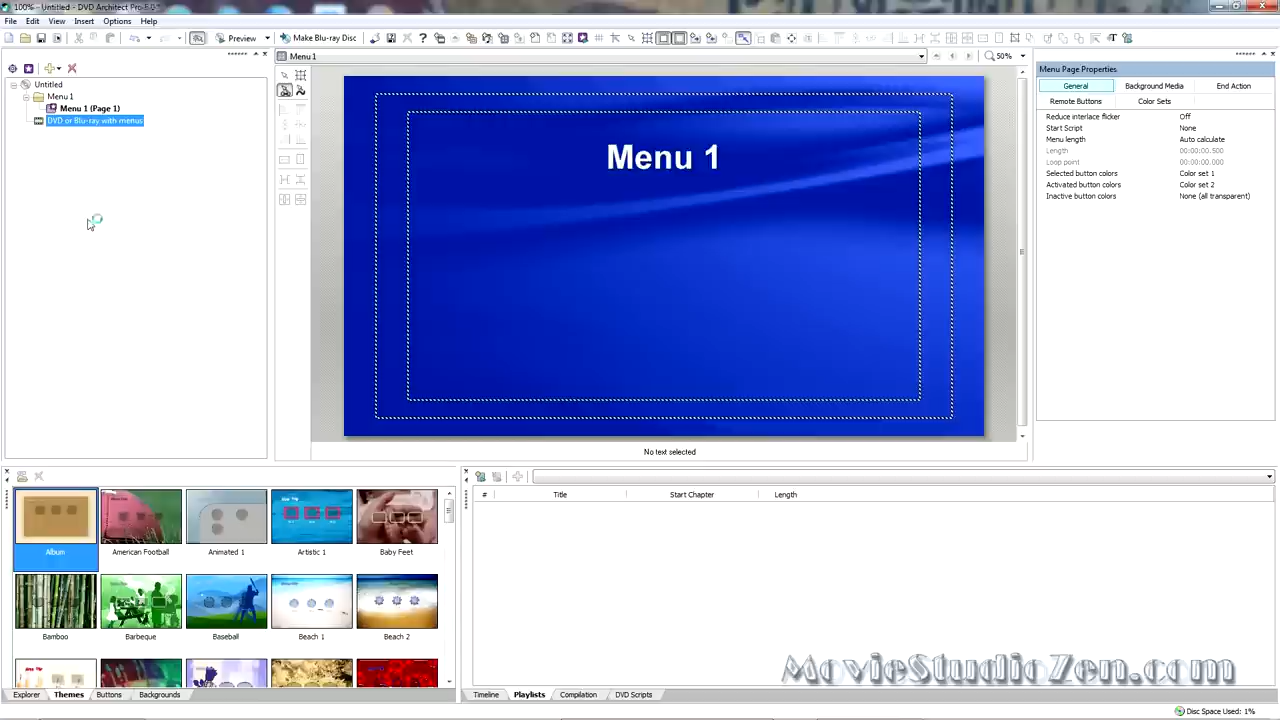 100% - Untitled - DVD Architect Pro 6.0 *
File Edit View Insert Options Help
Preview Make Blu-ray Disc
Untitled
Menu 1
Menu 1 (Page 1)
DVD or Blu-ray with menus
Menu 1
50%
Menu 1
No text selected
Menu Page Properties
General Background Media End Action
Remote Buttons Color Sets
Reduce interlace flicker Off
Start Script None
Menu length Auto calculate
Length 00:00:00.500
Loop point 00:00:00.000
Selected button colors Color set 1
Activated button colors Color set 2
Inactive button colors None (all transparent)
Album American Football Animated 1 Artistic 1 Baby Feet
Bamboo Barbeque Baseball Beach 1 Beach 2
Explorer Themes Buttons Backgrounds
# Title Start Chapter Length
Timeline Playlists Compilation DVD Scripts
MovieStudioZen.com
Disc Space Used: 1%